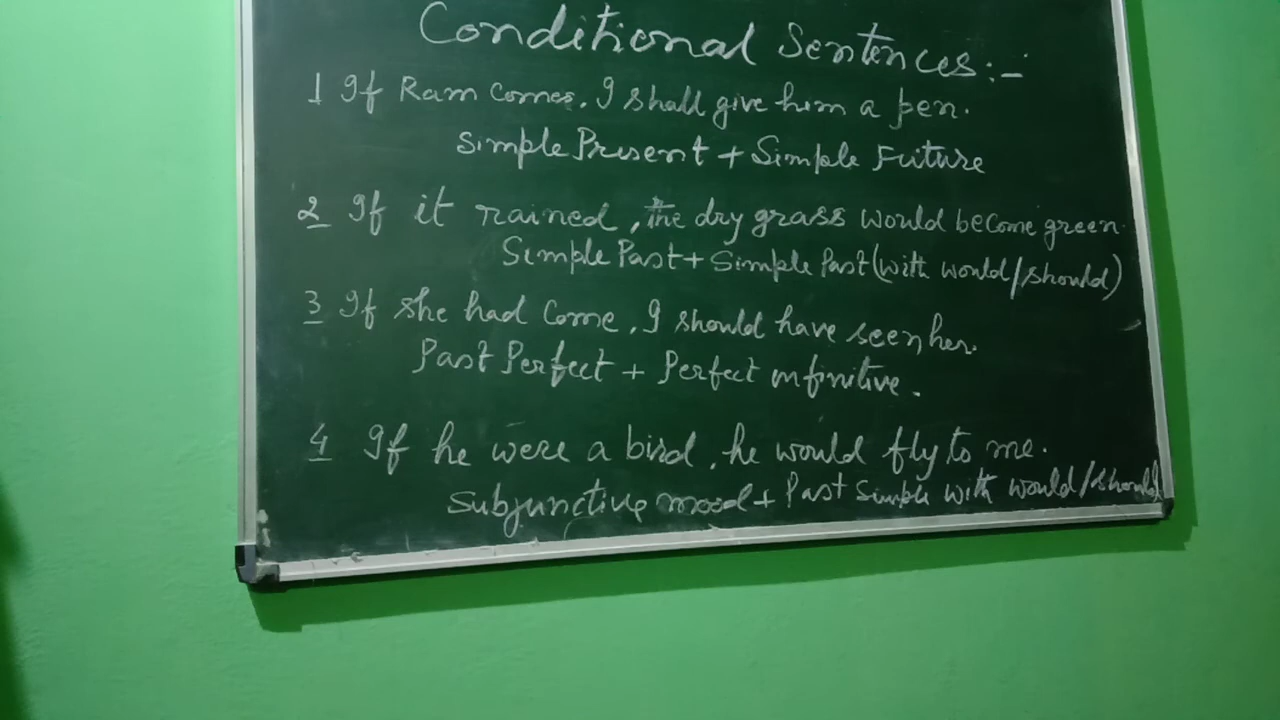 Conditional Sentences:-
1 If Ram comes, I shall give him a pen.
Simple Present + Simple Future
2 If it rained, the dry grass would become green.
Simple Past + Simple Past (with would/should)
3 If she had come, I should have seen her.
Past Perfect + Perfect infinitive.
4 If he were a bird, he would fly to me.
Subjunctive mood + Past Simple with would/should